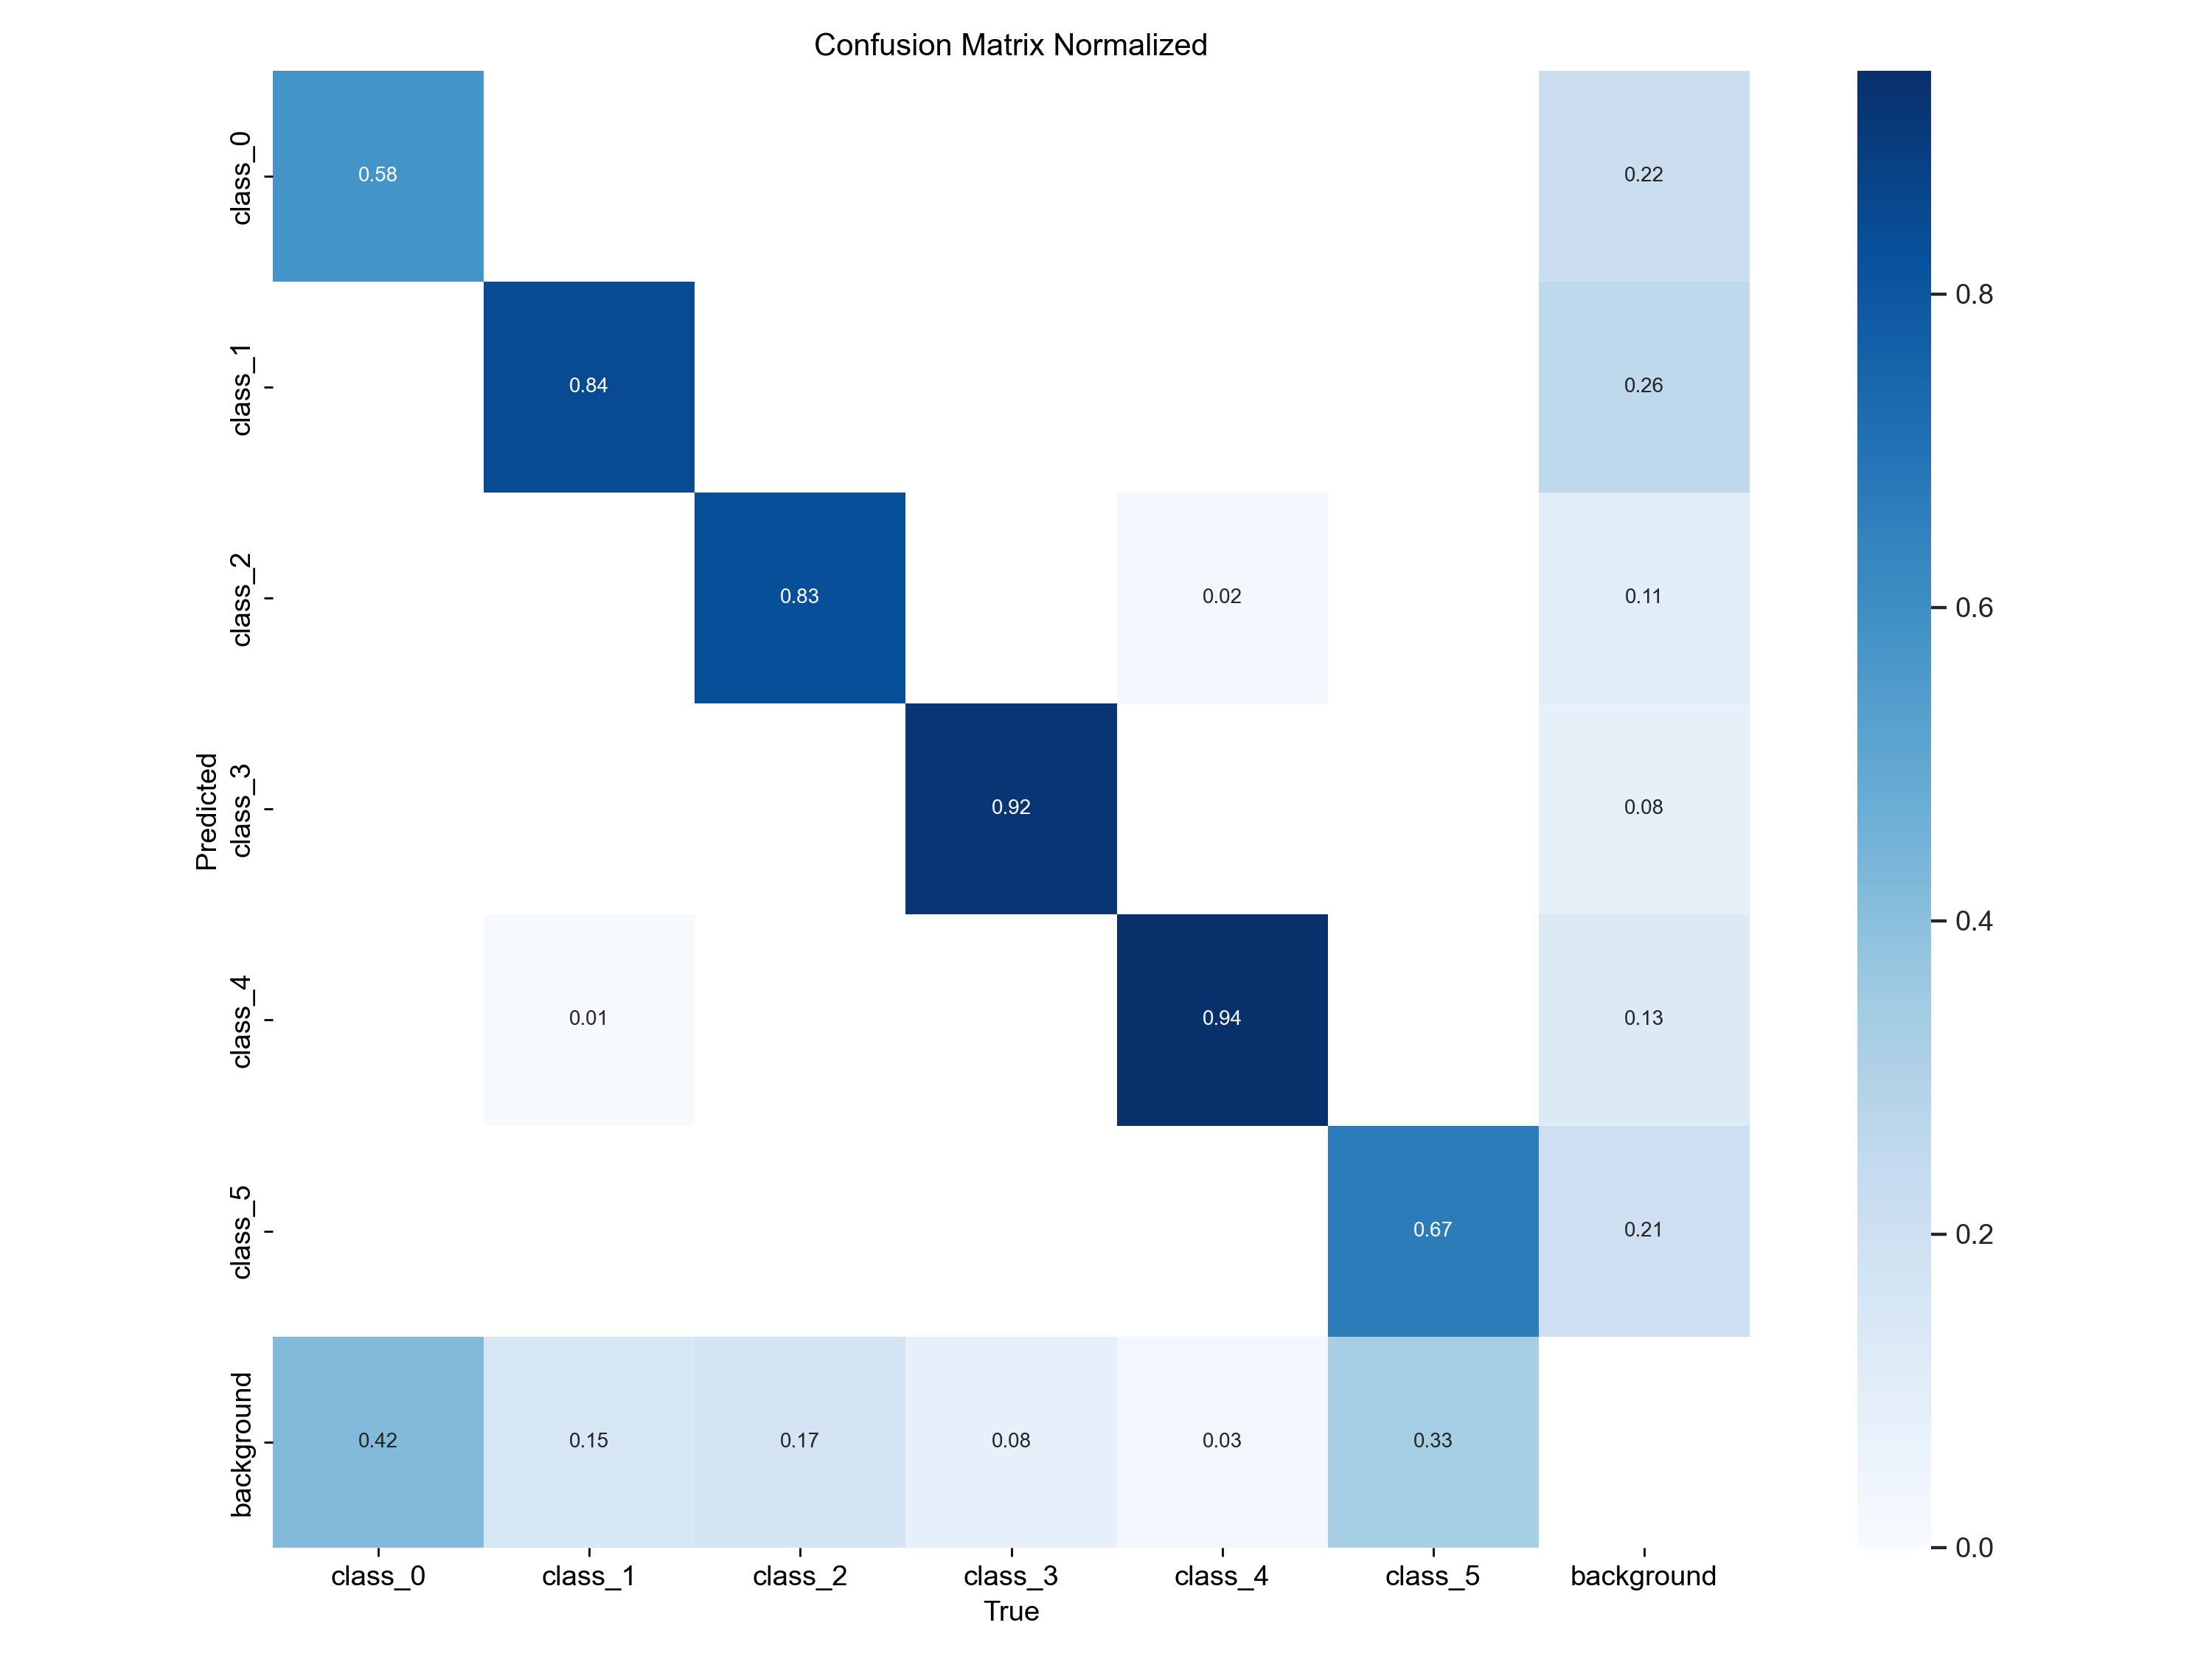 Confusion Matrix Normalized
class_0
0.58
0.22
class_1
0.84
0.26
0.8
class_2
0.83
0.02
0.11
0.6
Predicted
class_3
0.92
0.08
0.4
class_4
0.01
0.94
0.13
class_5
0.67
0.21
0.2
background
0.42
0.15
0.17
0.08
0.03
0.33
0.0
class_0 class_1 class_2 class_3 class_4 class_5 background
True